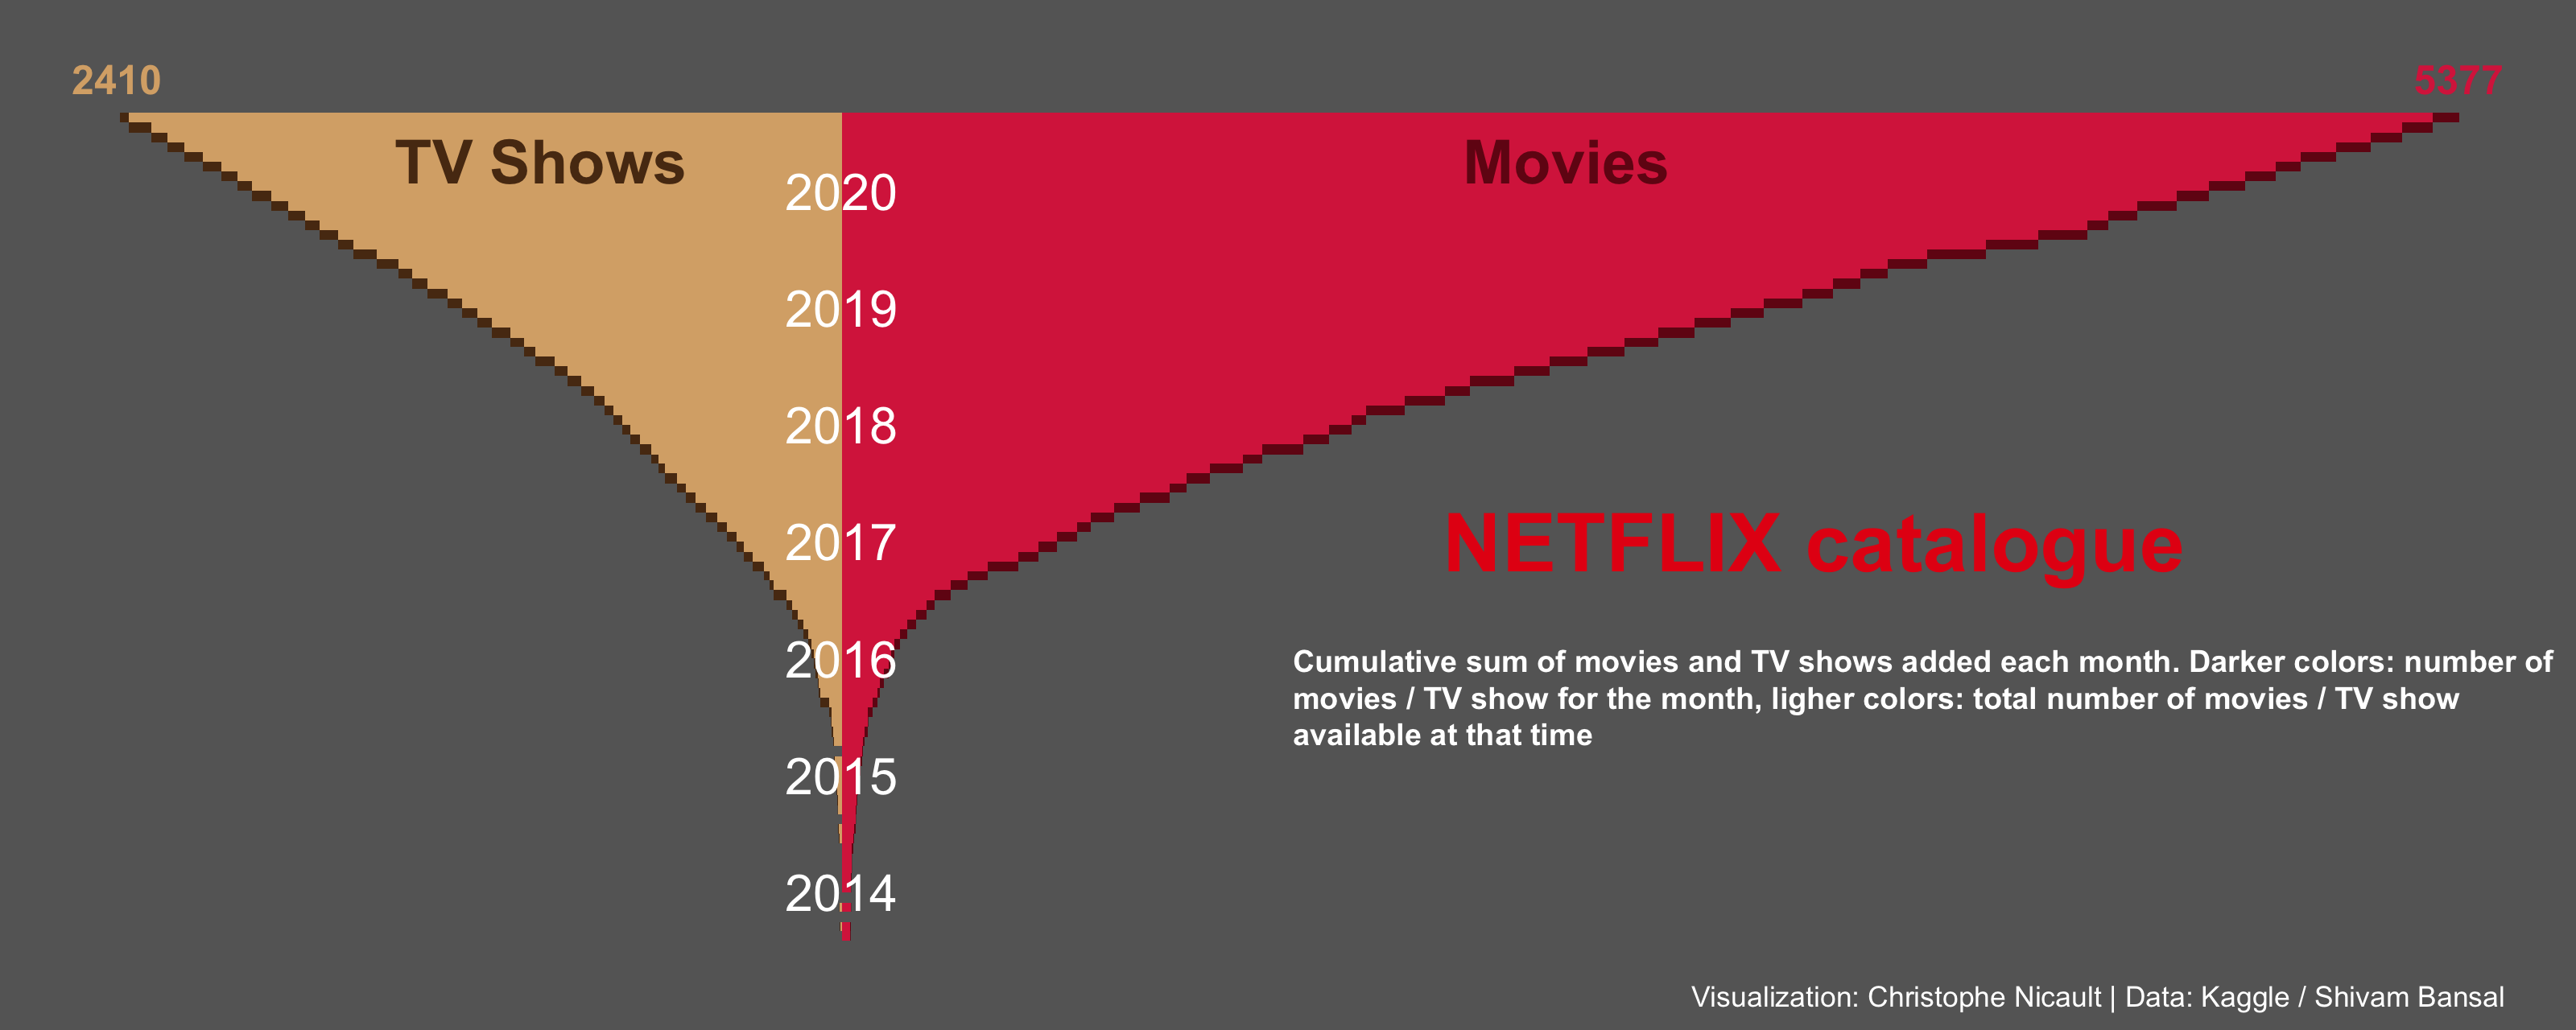 2410
5377
TV Shows
Movies
2020
2019
2018
2017
NETFLIX catalogue
2016
Cumulative sum of movies and TV shows added each month. Darker colors: number of
movies / TV show for the month, ligher colors: total number of movies / TV show
available at that time
2015
2014
Visualization: Christophe Nicault | Data: Kaggle / Shivam Bansal